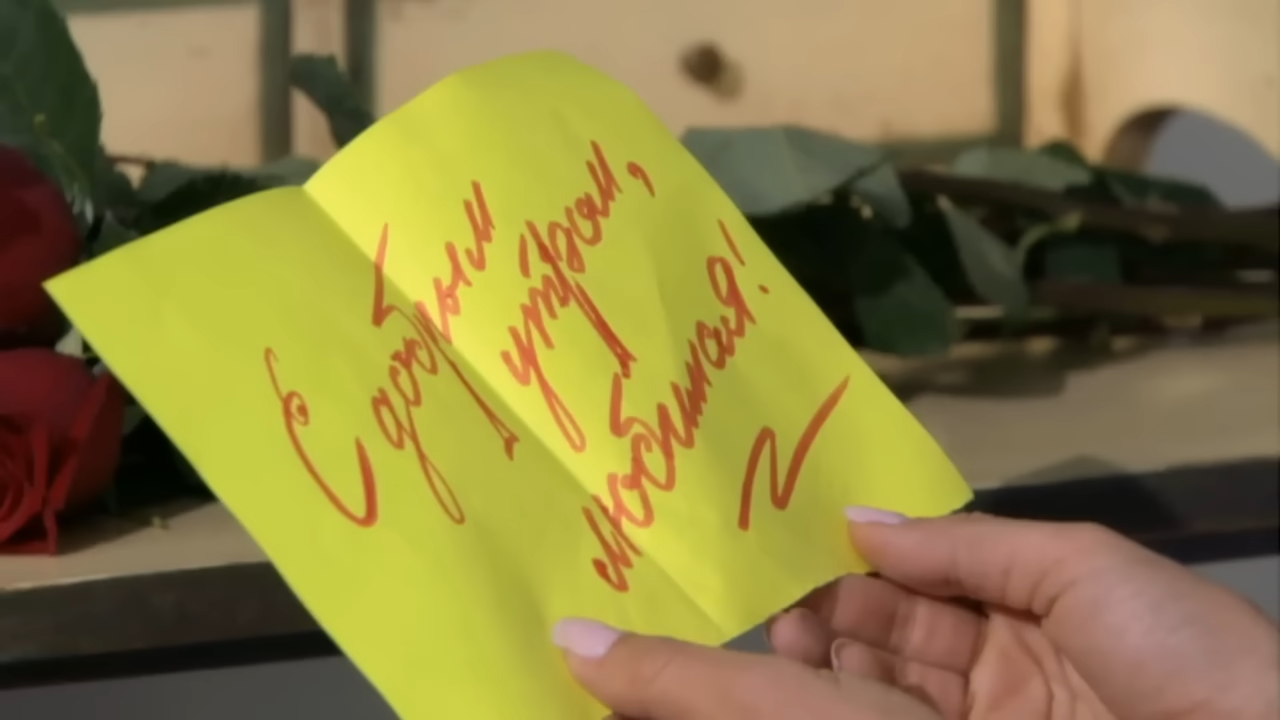 С добрым
утром,
любимая!